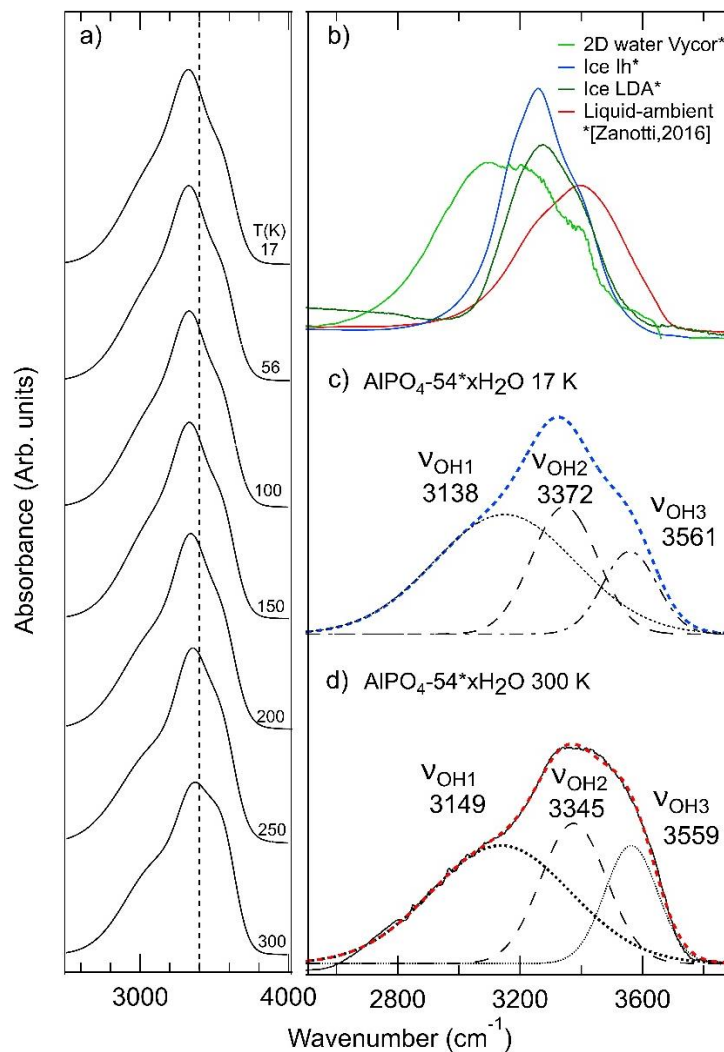 a)
T(K)
17
56
100
150
200
250
300
3000
4000
Absorbance (Arb. units)
b)
2D water Vycor*
Ice Ih*
Ice LDA*
Liquid-ambient
*[Zanotti,2016]
c) AlPO₄-54*xH₂O 17 K
νOH1
3138
νOH2
3372
νOH3
3561
d) AlPO₄-54*xH₂O 300 K
νOH1
3149
νOH2
3345
νOH3
3559
2800
3200
3600
Wavenumber (cm⁻¹)